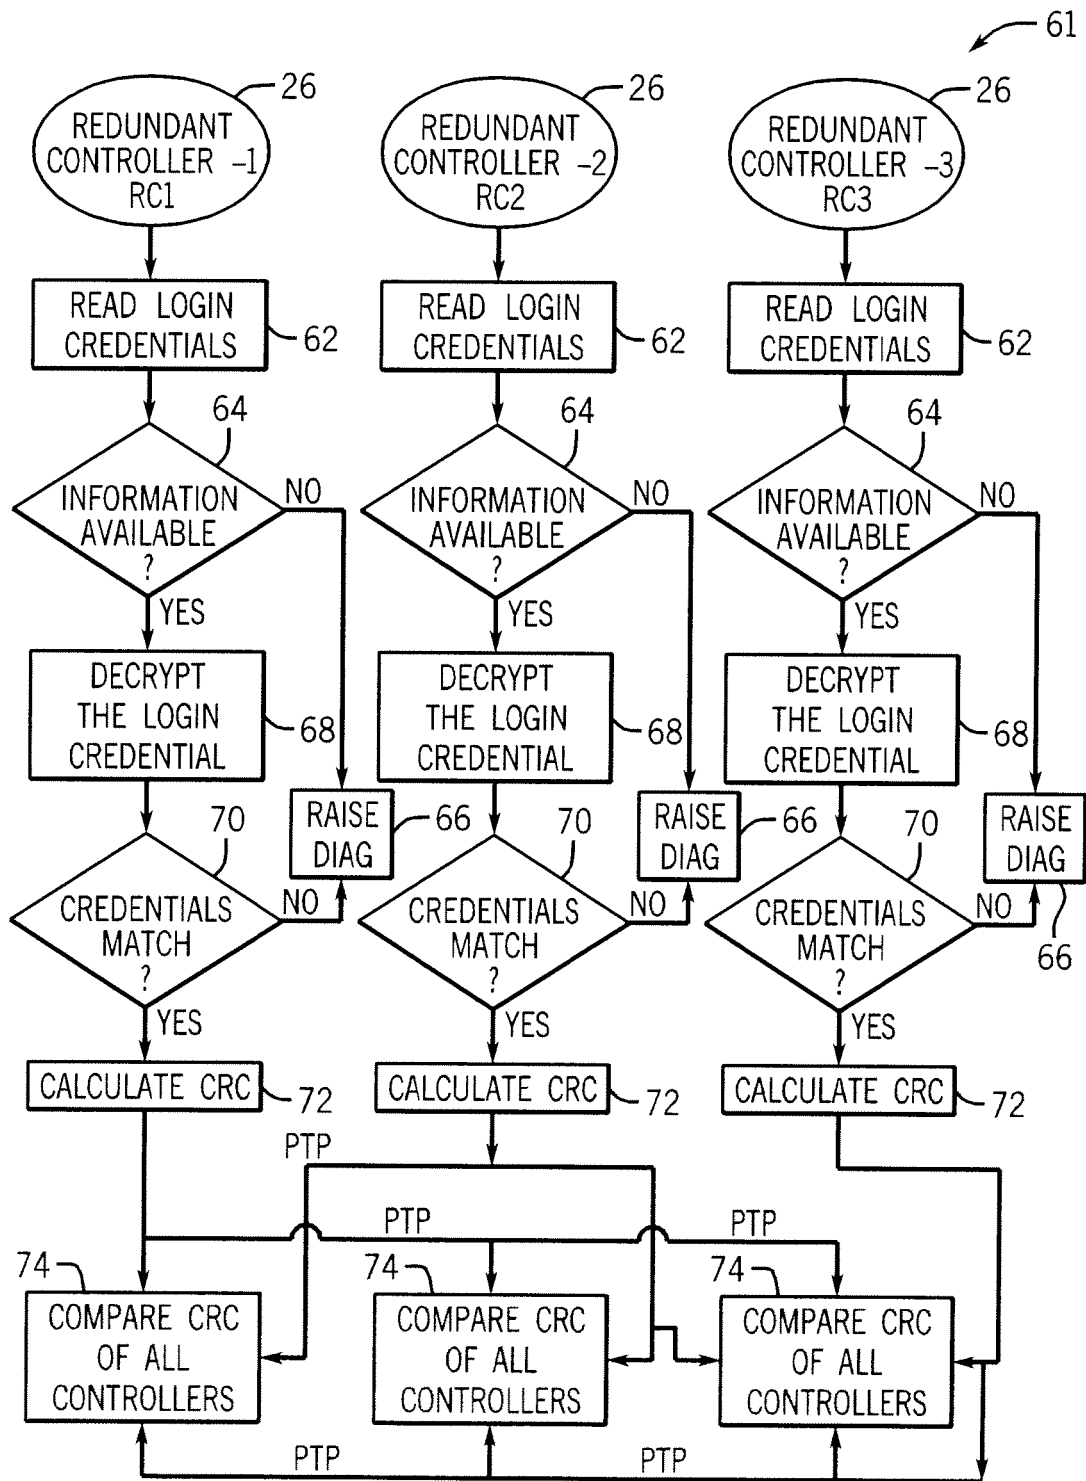 61
26
26
26
REDUNDANT
CONTROLLER -1
RC1
REDUNDANT
CONTROLLER -2
RC2
REDUNDANT
CONTROLLER -3
RC3
READ LOGIN
CREDENTIALS
62
READ LOGIN
CREDENTIALS
62
READ LOGIN
CREDENTIALS
62
64
64
64
INFORMATION
AVAILABLE
?
NO
YES
INFORMATION
AVAILABLE
?
NO
YES
INFORMATION
AVAILABLE
?
NO
YES
DECRYPT
THE LOGIN
CREDENTIAL
68
DECRYPT
THE LOGIN
CREDENTIAL
68
DECRYPT
THE LOGIN
CREDENTIAL
68
RAISE
DIAG
66
RAISE
DIAG
66
RAISE
DIAG
66
70
70
70
CREDENTIALS
MATCH
?
NO
YES
CREDENTIALS
MATCH
?
NO
YES
CREDENTIALS
MATCH
?
NO
YES
CALCULATE CRC
72
CALCULATE CRC
72
CALCULATE CRC
72
PTP
PTP
PTP
74
74
74
COMPARE CRC
OF ALL
CONTROLLERS
COMPARE CRC
OF ALL
CONTROLLERS
COMPARE CRC
OF ALL
CONTROLLERS
PTP
PTP